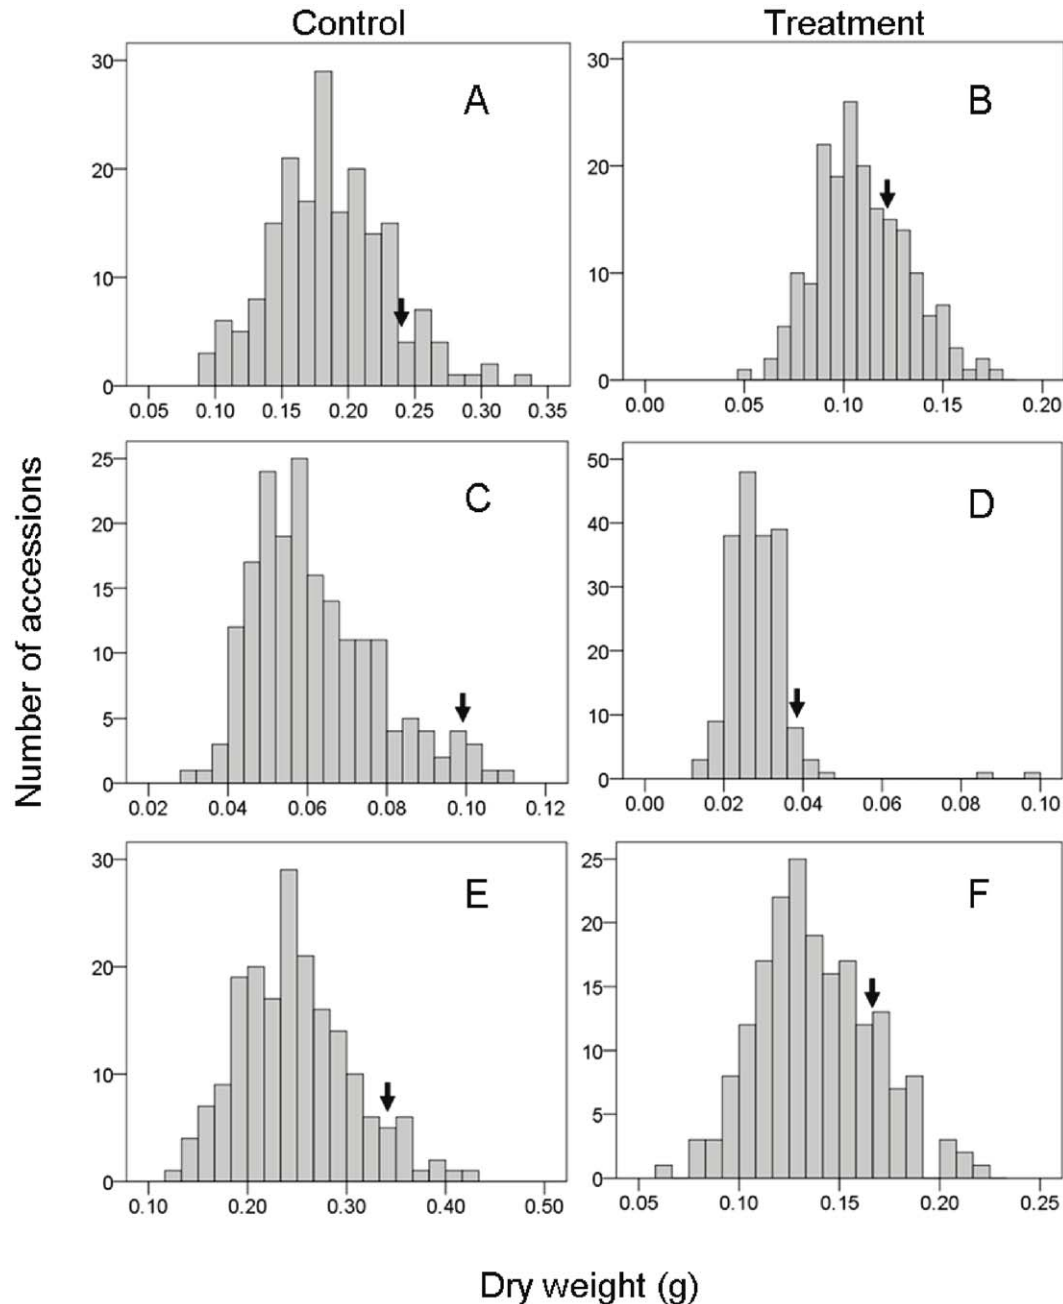 Control Treatment
A
30
20
10
0
0.05 0.10 0.15 0.20 0.25 0.30 0.35
B
30
20
10
0
0.00 0.05 0.10 0.15 0.20
C
25
20
15
10
5
0
0.02 0.04 0.06 0.08 0.10 0.12
D
50
40
30
20
10
0
0.00 0.02 0.04 0.06 0.08 0.10
E
30
20
10
0
0.10 0.20 0.30 0.40 0.50
F
25
20
15
10
5
0
0.05 0.10 0.15 0.20 0.25
Number of accessions
Dry weight (g)